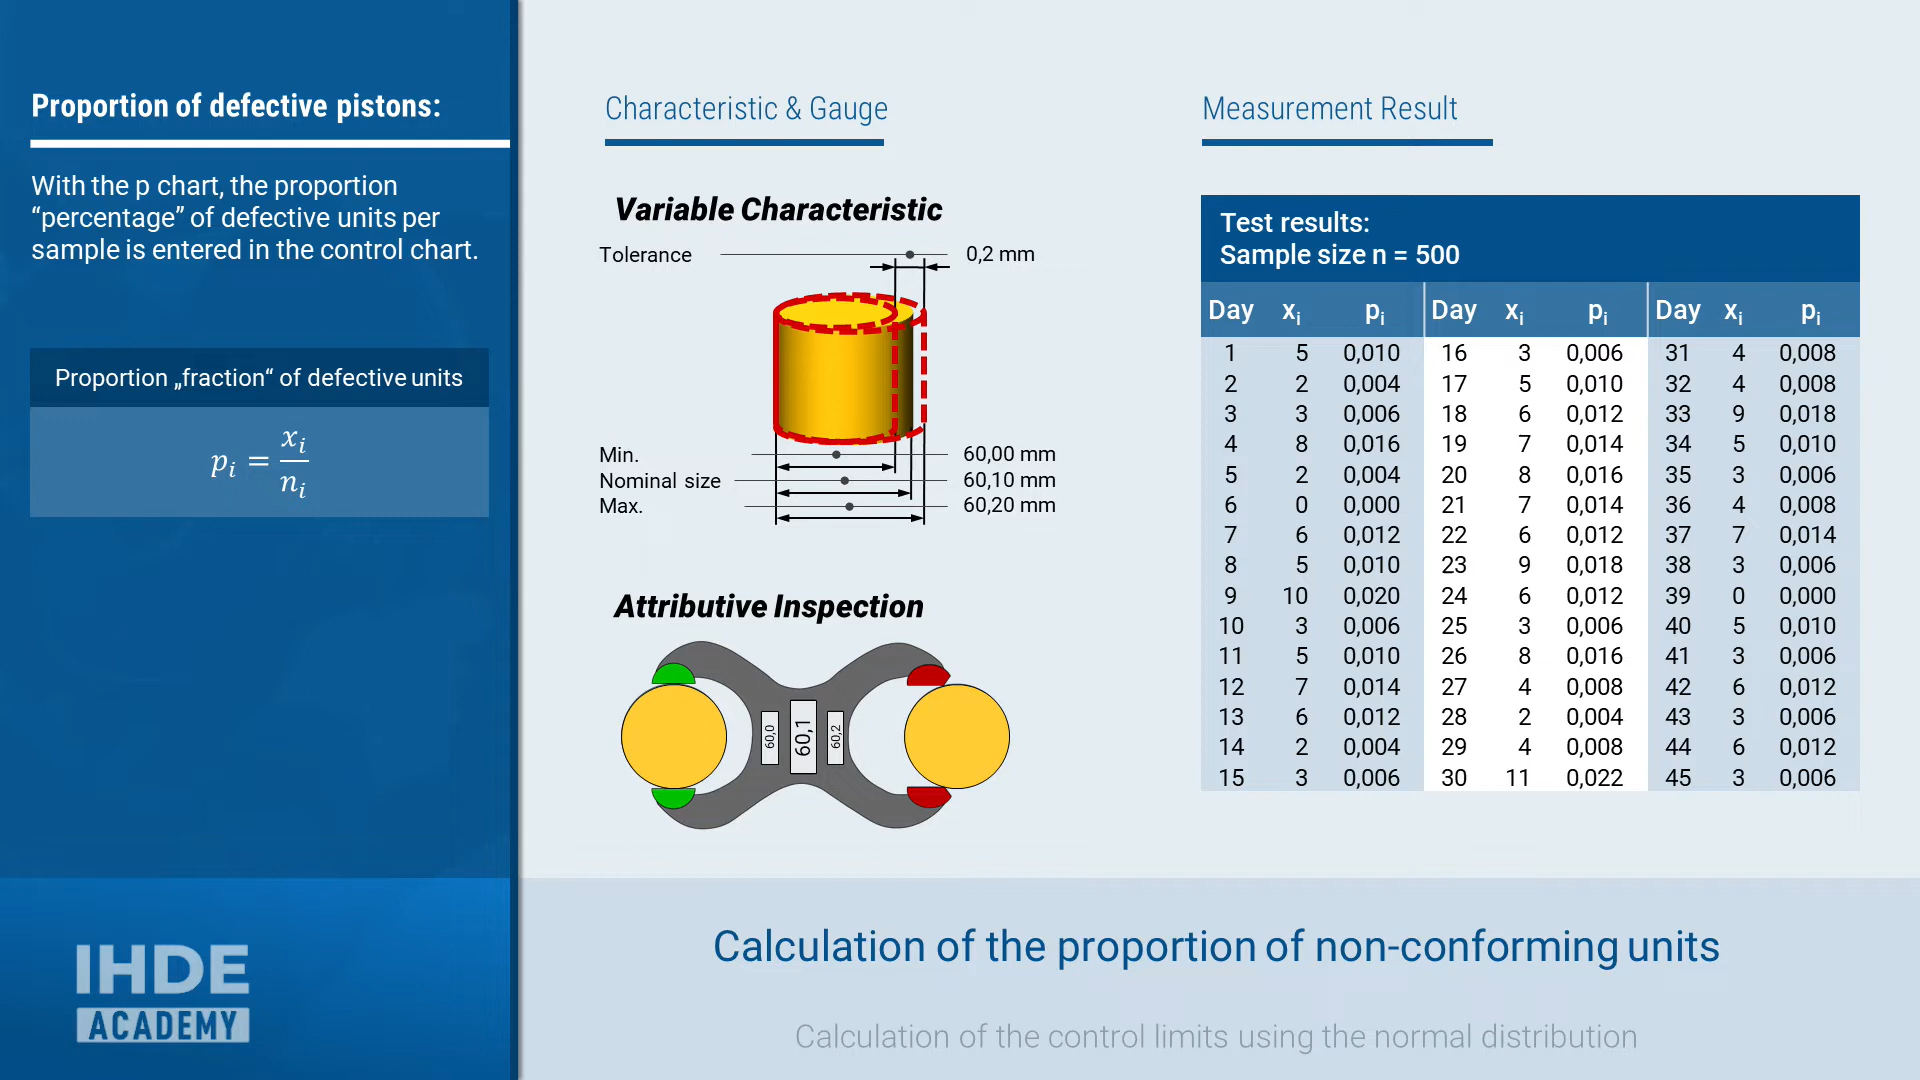 Proportion of defective pistons:
With the p chart, the proportion
“percentage” of defective units per
sample is entered in the control chart.
Proportion „fraction“ of defective units
pᵢ = xᵢ / nᵢ
IHDE
ACADEMY
Characteristic & Gauge
Variable Characteristic
Tolerance 0,2 mm
Min. 60,00 mm
Nominal size 60,10 mm
Max. 60,20 mm
Attributive Inspection
60,0 60,1 60,2
Measurement Result
Test results:
Sample size n = 500
Day xᵢ pᵢ Day xᵢ pᵢ Day xᵢ pᵢ
1 5 0,010 16 3 0,006 31 4 0,008
2 2 0,004 17 5 0,010 32 4 0,008
3 3 0,006 18 6 0,012 33 9 0,018
4 8 0,016 19 7 0,014 34 5 0,010
5 2 0,004 20 8 0,016 35 3 0,006
6 0 0,000 21 7 0,014 36 4 0,008
7 6 0,012 22 6 0,012 37 7 0,014
8 5 0,010 23 9 0,018 38 3 0,006
9 10 0,020 24 6 0,012 39 0 0,000
10 3 0,006 25 3 0,006 40 5 0,010
11 5 0,010 26 8 0,016 41 3 0,006
12 7 0,014 27 4 0,008 42 6 0,012
13 6 0,012 28 2 0,004 43 3 0,006
14 2 0,004 29 4 0,008 44 6 0,012
15 3 0,006 30 11 0,022 45 3 0,006
Calculation of the proportion of non-conforming units
Calculation of the control limits using the normal distribution